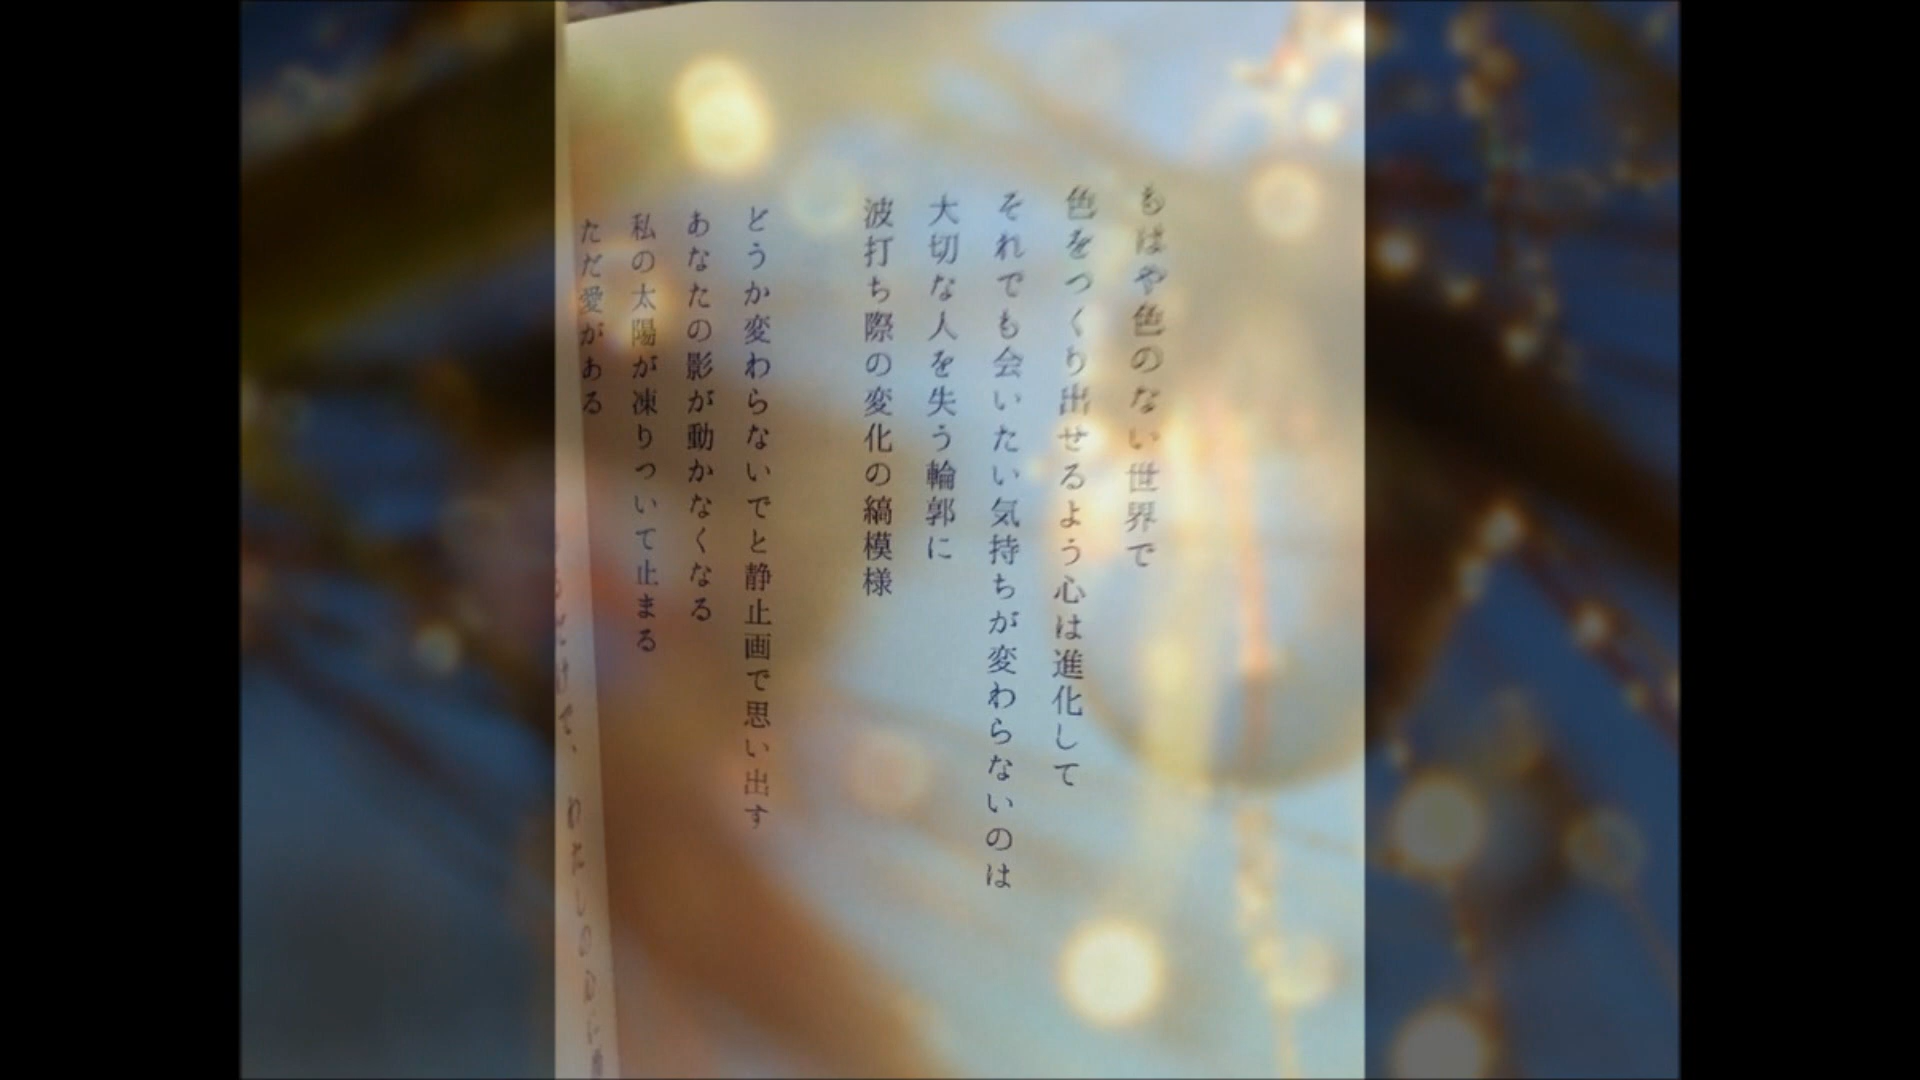 もはや色のない世界で
色をつくり出せるよう心は進化して
それでも会いたい気持ちが変わらないのは
大切な人を失う輪郭に
波打ち際の変化の縞模様
どうか変わらないでと静止画で思い出す
あなたの影が動かなくなる
私の太陽が凍りついて止まる
ただ愛がある